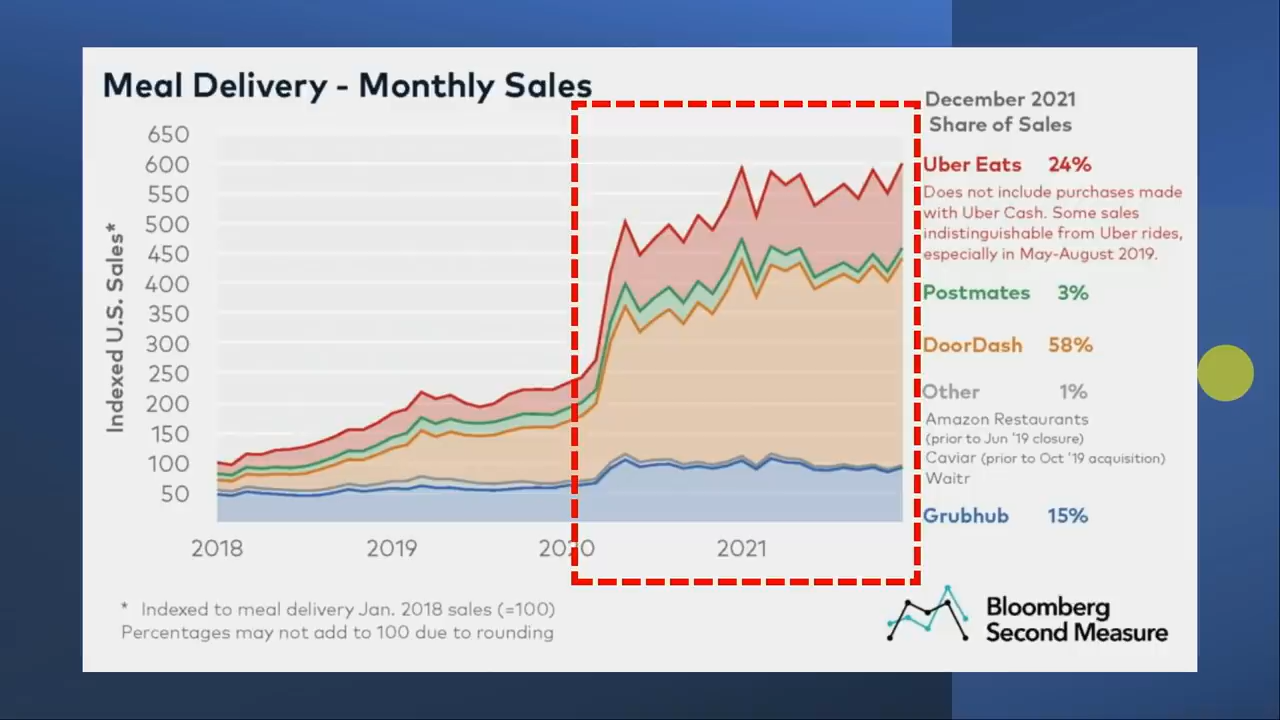 Meal Delivery - Monthly Sales
Indexed U.S. Sales*
650
600
550
500
450
400
350
300
250
200
150
100
50
2018
2019
2020
2021
December 2021
Share of Sales
Uber Eats 24%
Does not include purchases made
with Uber Cash. Some sales
indistinguishable from Uber rides,
especially in May-August 2019.
Postmates 3%
DoorDash 58%
Other 1%
Amazon Restaurants
(prior to Jun '19 closure)
Caviar (prior to Oct '19 acquisition)
Waitr
Grubhub 15%
* Indexed to meal delivery Jan. 2018 sales (=100)
Percentages may not add to 100 due to rounding
Bloomberg
Second Measure